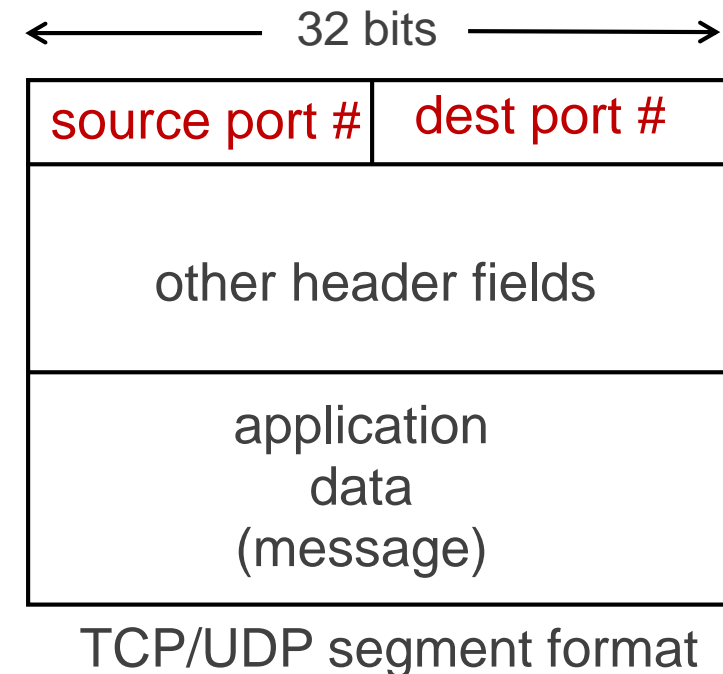 32 bits
source port # dest port #
other header fields
application
data
(message)
TCP/UDP segment format